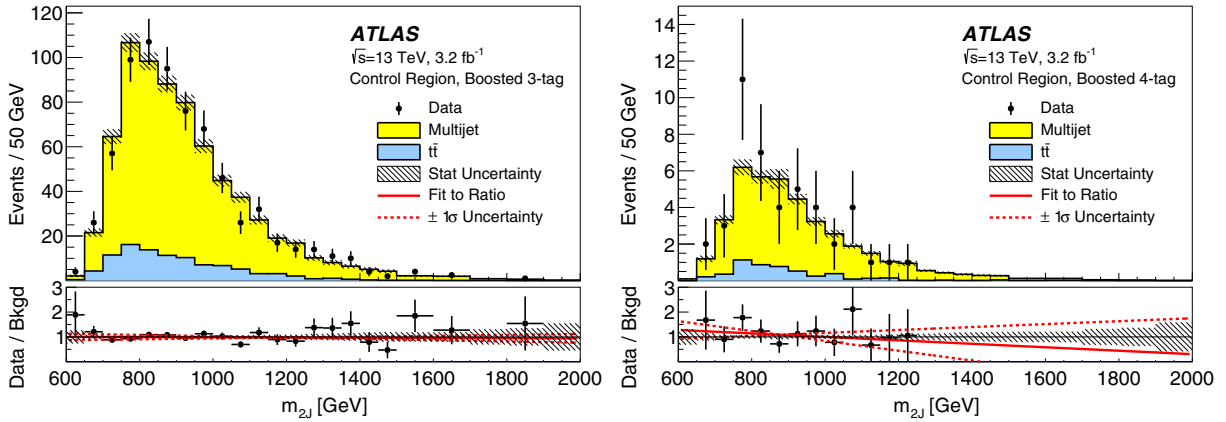 Events / 50 GeV
120
100
80
60
40
20
ATLAS
√s=13 TeV, 3.2 fb⁻¹
Control Region, Boosted 3-tag
Data
Multijet
tt̄
Stat Uncertainty
Fit to Ratio
± 1σ Uncertainty
Data / Bkgd
3
2
1
600 800 1000 1200 1400 1600 1800 2000
m2J [GeV]
Events / 50 GeV
14
12
10
8
6
4
2
ATLAS
√s=13 TeV, 3.2 fb⁻¹
Control Region, Boosted 4-tag
Data
Multijet
tt̄
Stat Uncertainty
Fit to Ratio
± 1σ Uncertainty
Data / Bkgd
3
2
1
600 800 1000 1200 1400 1600 1800 2000
m2J [GeV]